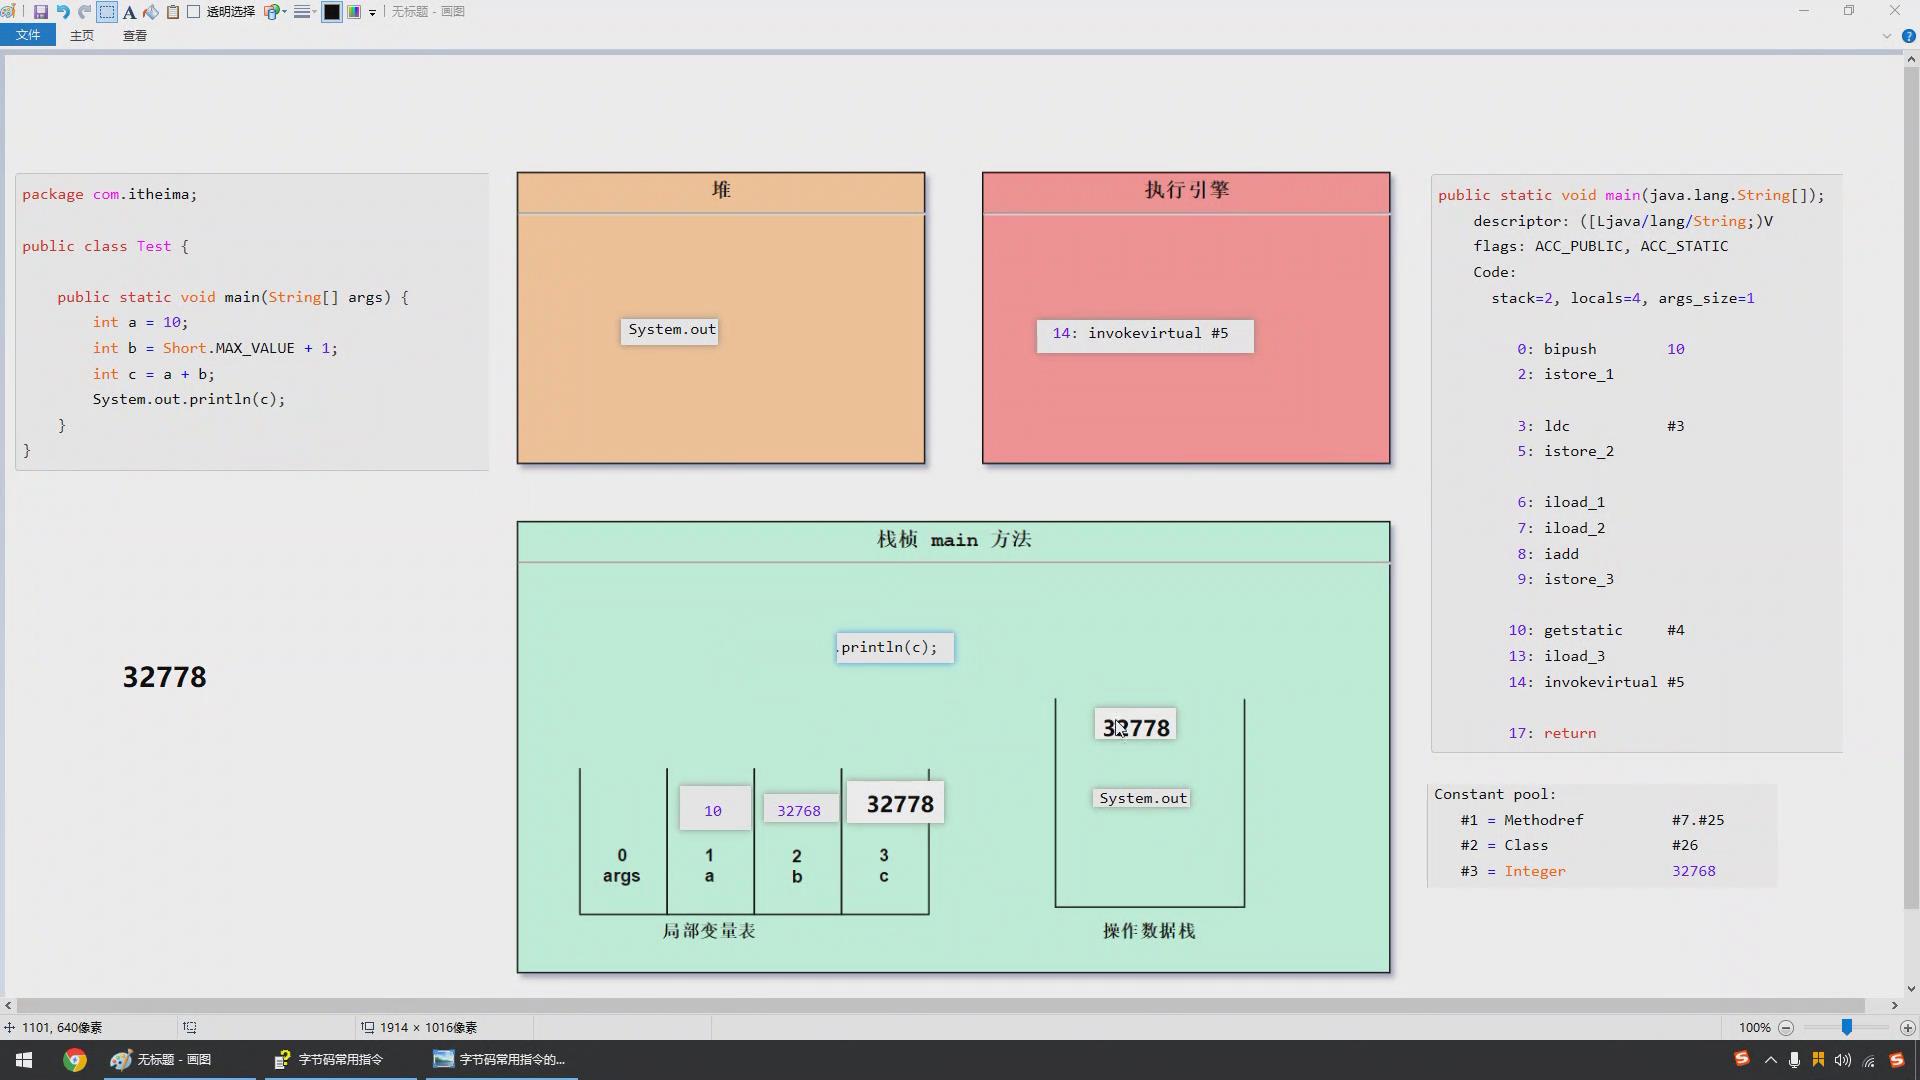 透明选择
无标题 - 画图
文件
主页
查看
package com.itheima;
public class Test {
public static void main(String[] args) {
int a = 10;
int b = Short.MAX_VALUE + 1;
int c = a + b;
System.out.println(c);
}
}
32778
堆
System.out
执行引擎
14: invokevirtual #5
栈桢 main 方法
.println(c);
10
32768
32778
0
1
2
3
args
a
b
c
局部变量表
32778
System.out
操作数据栈
public static void main(java.lang.String[]);
descriptor: ([Ljava/lang/String;)V
flags: ACC_PUBLIC, ACC_STATIC
Code:
stack=2, locals=4, args_size=1
0: bipush 10
2: istore_1
3: ldc #3
5: istore_2
6: iload_1
7: iload_2
8: iadd
9: istore_3
10: getstatic #4
13: iload_3
14: invokevirtual #5
17: return
Constant pool:
#1 = Methodref #7.#25
#2 = Class #26
#3 = Integer 32768
1101, 640像素
1914 × 1016像素
100%
无标题 - 画图
字节码常用指令
字节码常用指令的...